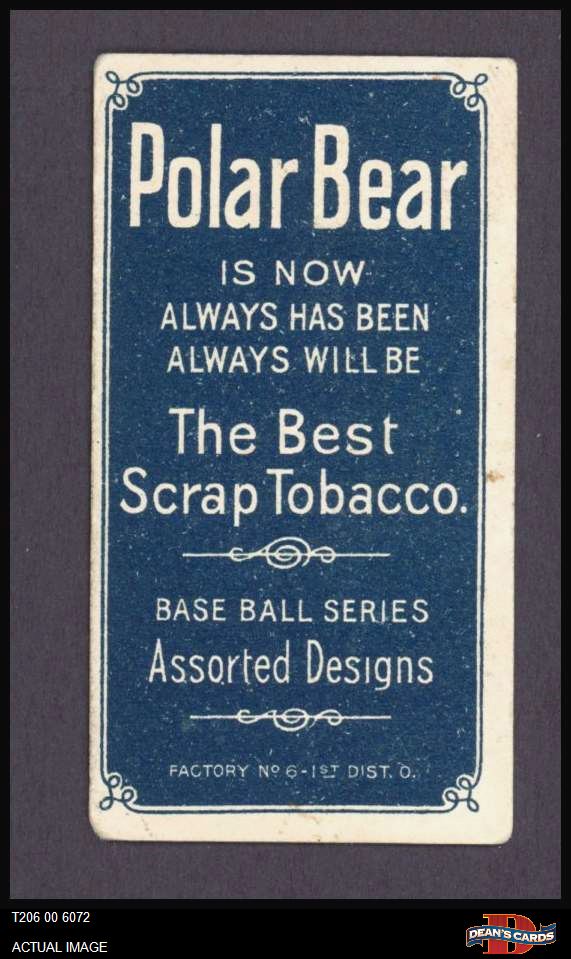 Polar Bear
IS NOW
ALWAYS HAS BEEN
ALWAYS WILL BE
The Best
Scrap Tobacco.
BASE BALL SERIES
Assorted Designs
FACTORY Nº 6-1ST DIST. O.
T206 00 6072
ACTUAL IMAGE
D
DEAN'S CARDS